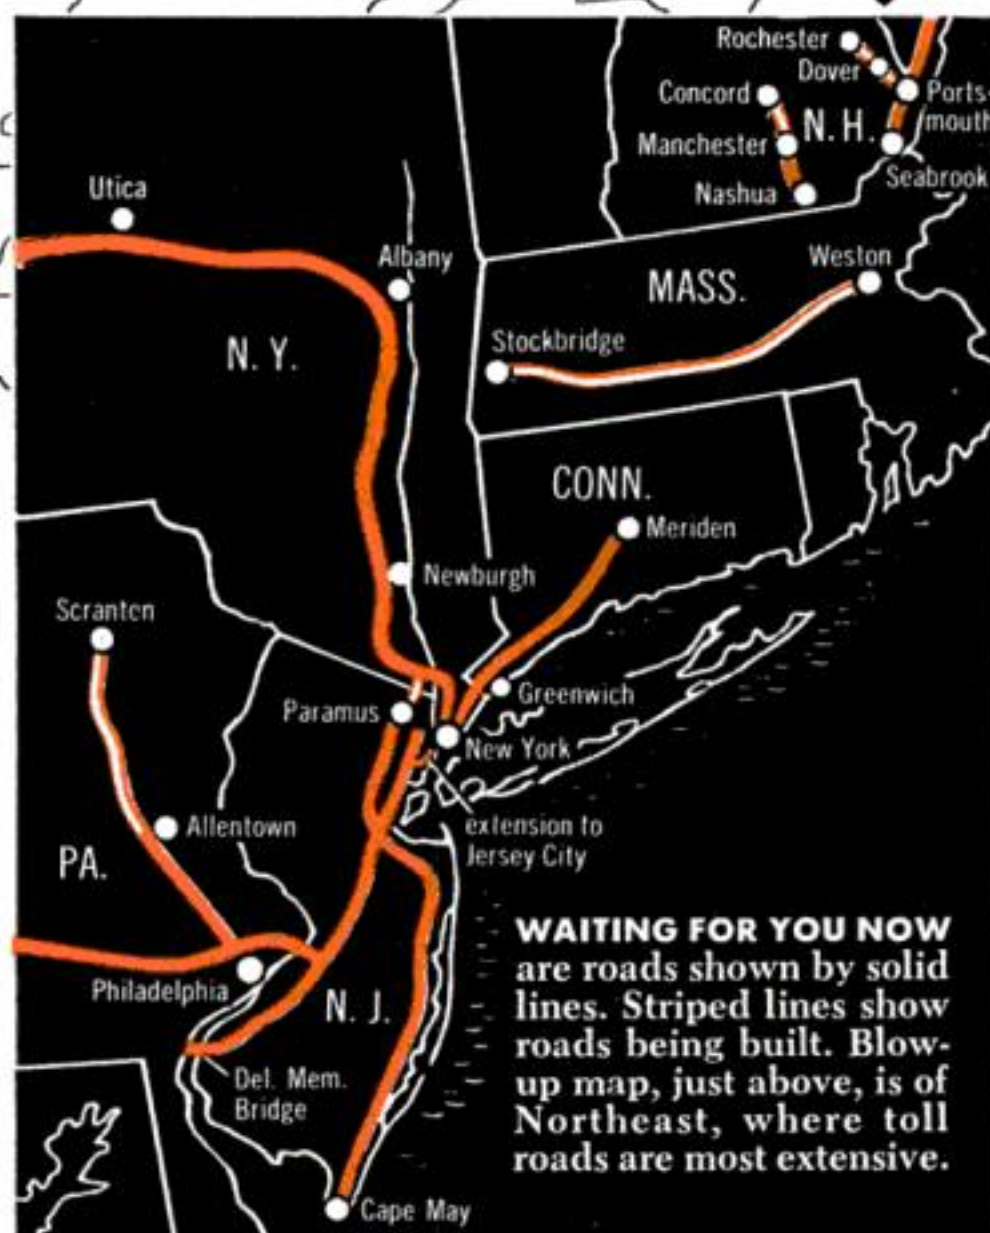 Rochester
Dover
Concord
Ports-
mouth
N. H.
Manchester
Nashua
Seabrook
Utica
Albany
Weston
MASS.
Stockbridge
N. Y.
CONN.
Meriden
Newburgh
Scranten
Greenwich
Paramus
New York
extension to
Jersey City
Allentown
PA.
Philadelphia
N. J.
Del. Mem.
Bridge
Cape May
WAITING FOR YOU NOW
are roads shown by solid
lines. Striped lines show
roads being built. Blow-
up map, just above, is of
Northeast, where toll
roads are most extensive.